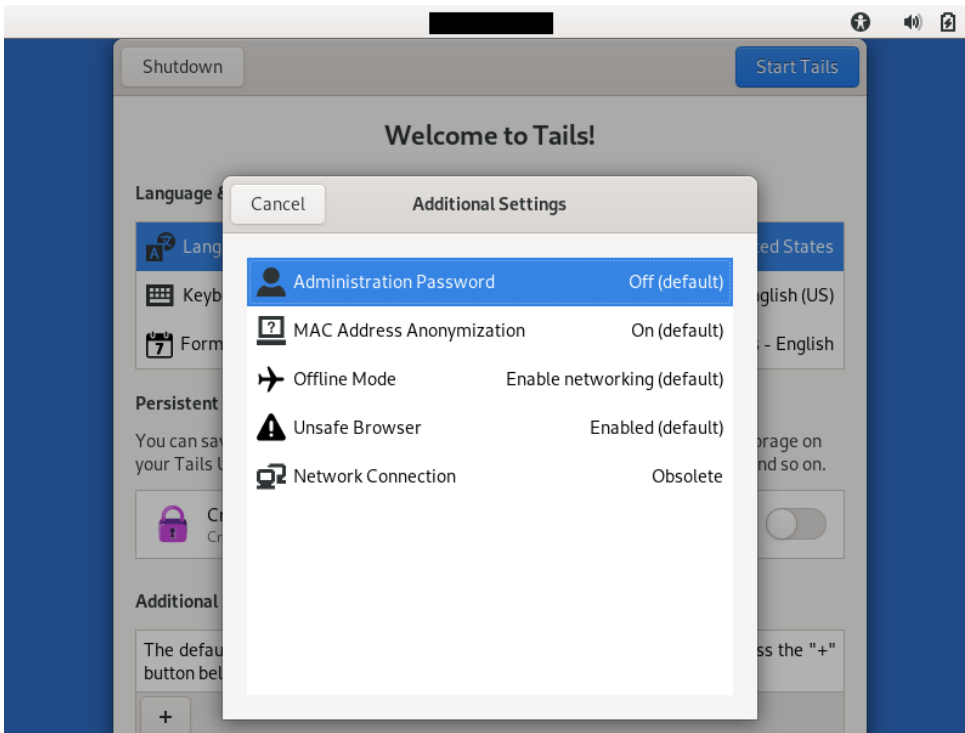 Shutdown
Start Tails
Welcome to Tails!
Language &
Lang
ted States
Keyb
nglish (US)
7 Form
s - English
Persistent
You can sav
orage on
your Tails U
nd so on.
Cr
Cr
Additional
The defau
ss the "+"
button bel
+
Cancel
Additional Settings
Administration Password Off (default)
? MAC Address Anonymization On (default)
Offline Mode Enable networking (default)
Unsafe Browser Enabled (default)
Network Connection Obsolete